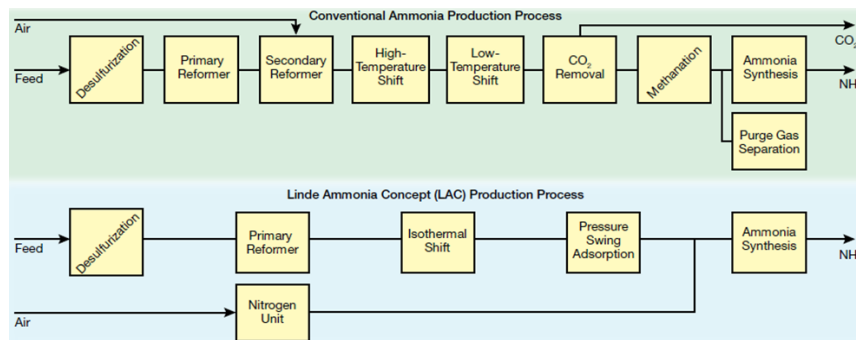 Conventional Ammonia Production Process
Air
CO2
Feed
Desulfurization
Primary
Reformer
Secondary
Reformer
High-
Temperature
Shift
Low-
Temperature
Shift
CO2
Removal
Methanation
Ammonia
Synthesis
NH
Purge Gas
Separation
Linde Ammonia Concept (LAC) Production Process
Feed
Desulfurization
Primary
Reformer
Isothermal
Shift
Pressure
Swing
Adsorption
Ammonia
Synthesis
NH
Air
Nitrogen
Unit